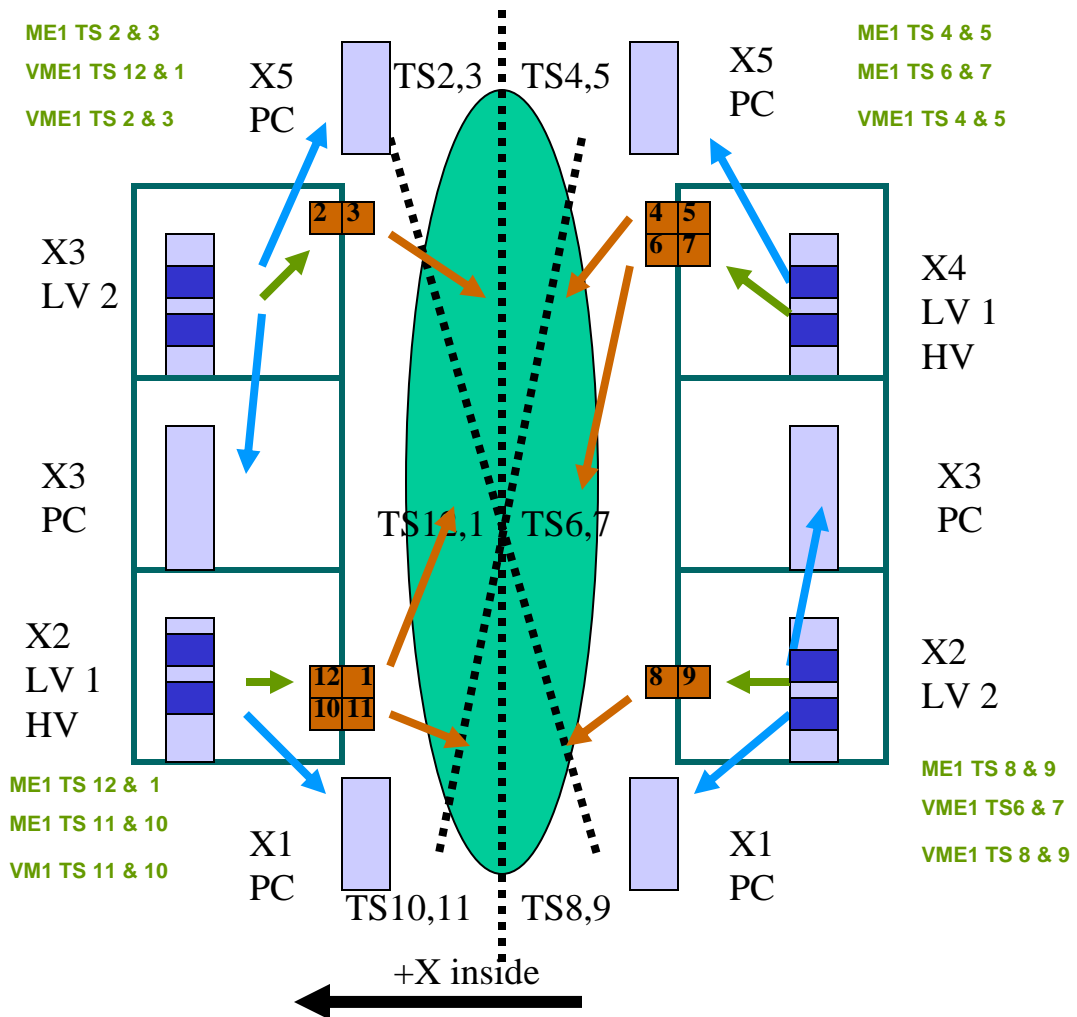 ME1 TS 2 & 3
VME1 TS 12 & 1
VME1 TS 2 & 3
X5
PC
TS2,3
TS4,5
X5
PC
ME1 TS 4 & 5
ME1 TS 6 & 7
VME1 TS 4 & 5
2 3
4 5
6 7
X3
LV 2
X4
LV 1
HV
X3
PC
TS12,1
TS6,7
X3
PC
X2
LV 1
HV
12 1
10 11
8 9
X2
LV 2
ME1 TS 12 & 1
ME1 TS 11 & 10
VM1 TS 11 & 10
X1
PC
TS10,11
TS8,9
X1
PC
ME1 TS 8 & 9
VME1 TS6 & 7
VME1 TS 8 & 9
+X inside